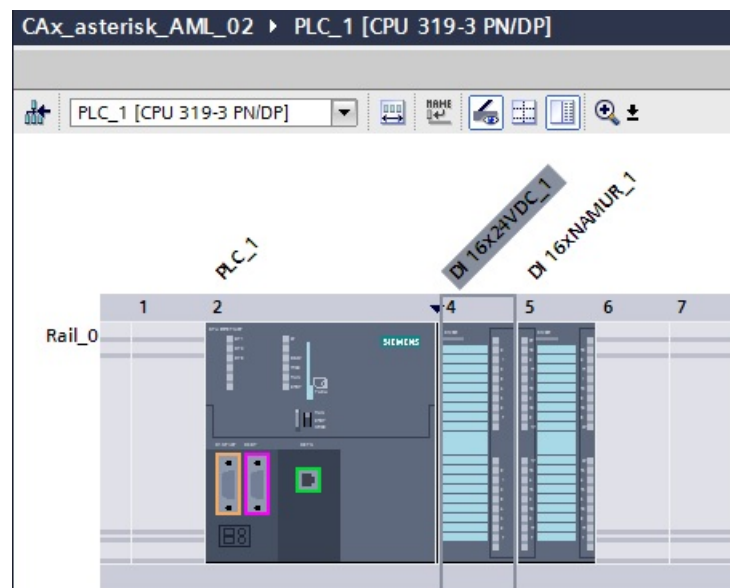 CAx_asterisk_AML_02 ▸ PLC_1 [CPU 319-3 PN/DP]
PLC_1 [CPU 319-3 PN/DP]
NAME
PLC_1
DI 16x24VDC_1
DI 16xNAMUR_1
1 2 4 5 6 7
Rail_0
SIEMENS